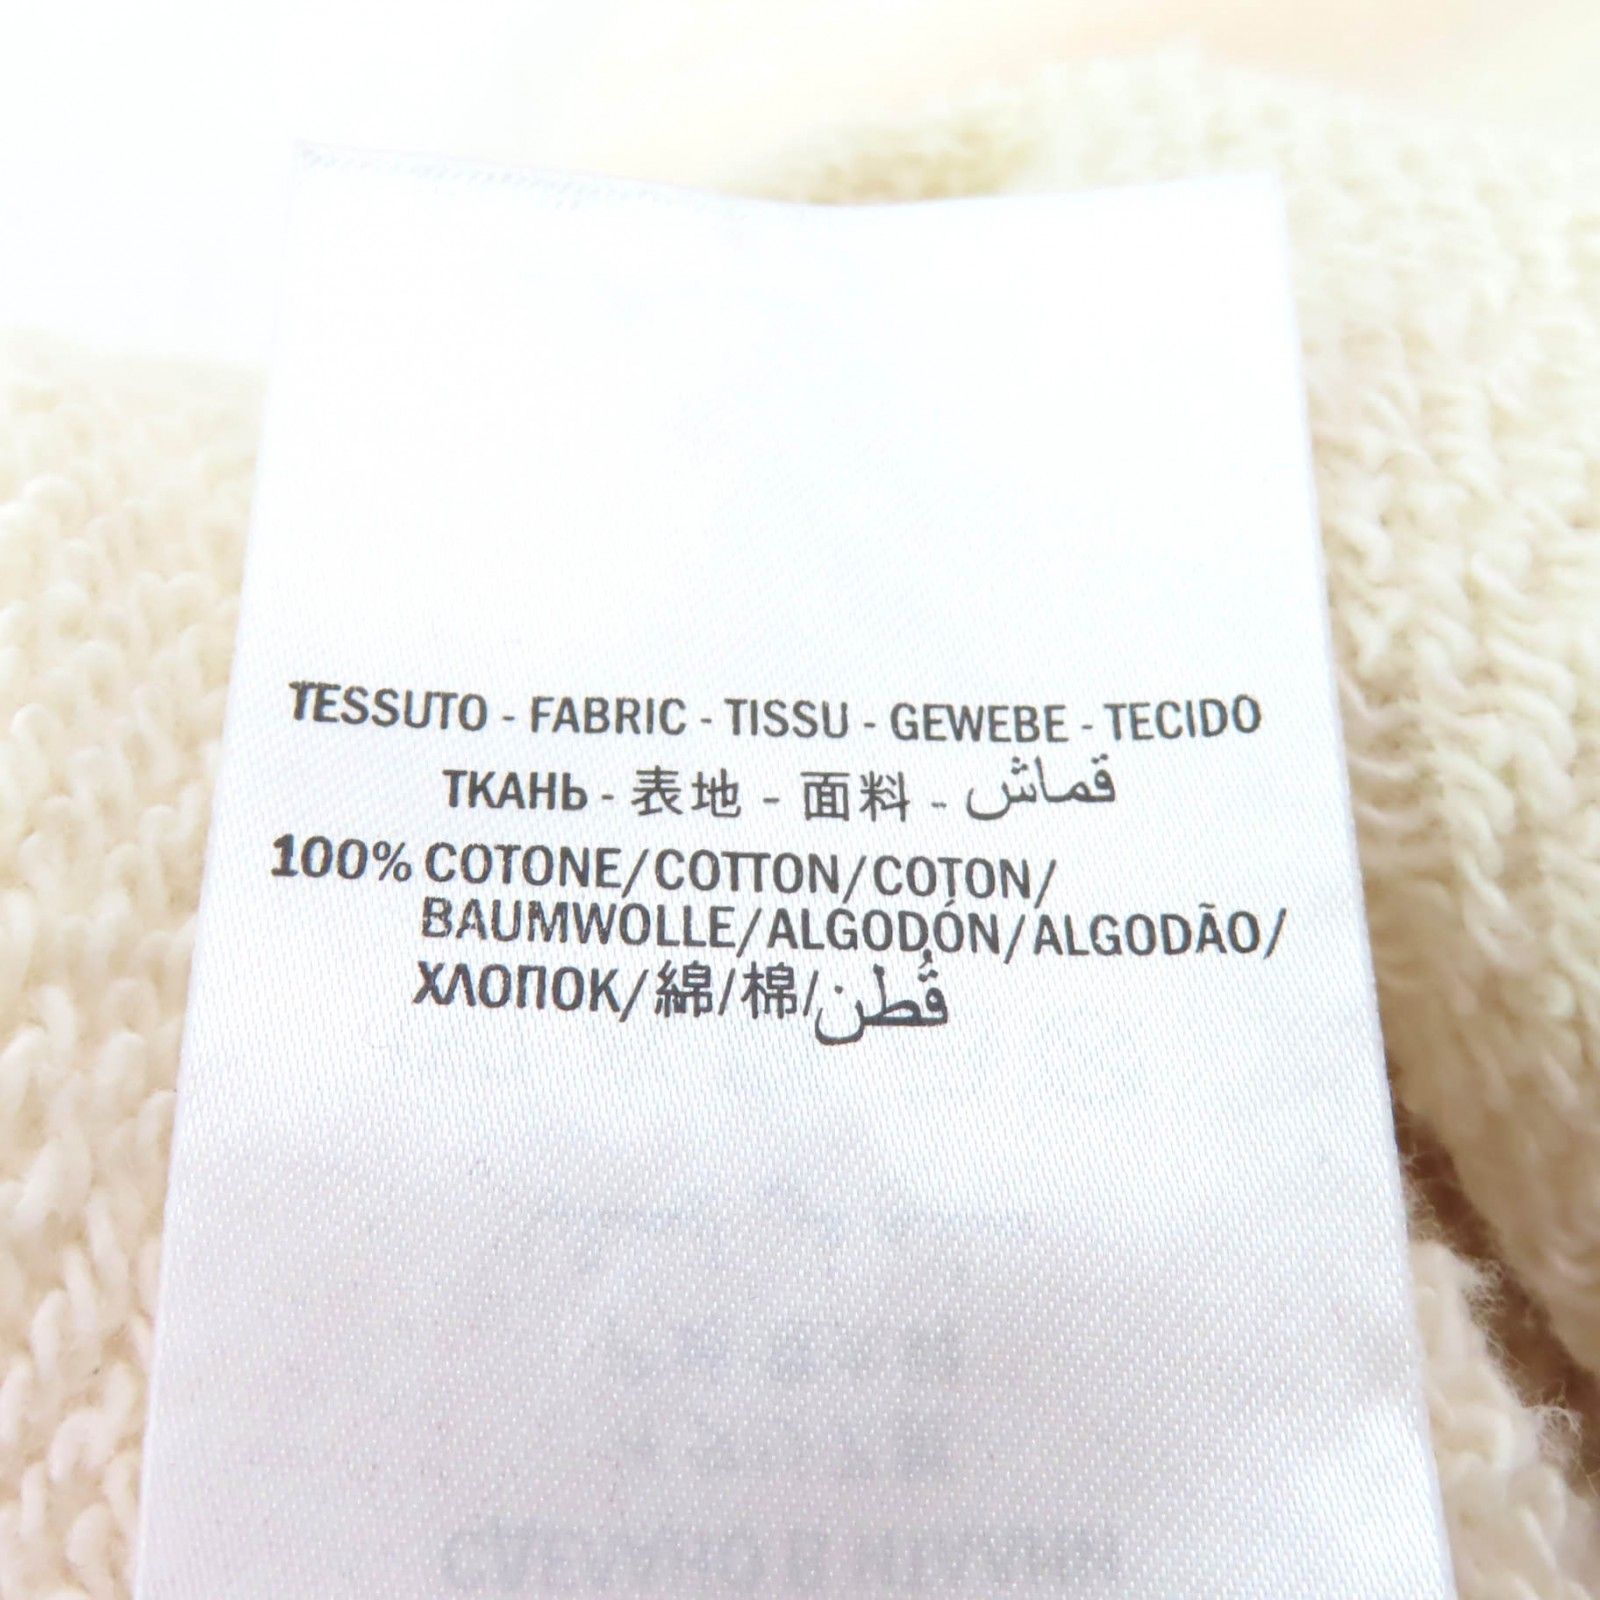 TESSUTO - FABRIC - TISSU - GEWEBE - TECIDO
ТКАНЬ - 表地 - 面料 - قماش
100% COTONE/COTTON/COTON/
BAUMWOLLE/ALGODÓN/ALGODÃO/
ХЛОПОК/綿/棉/قُطن